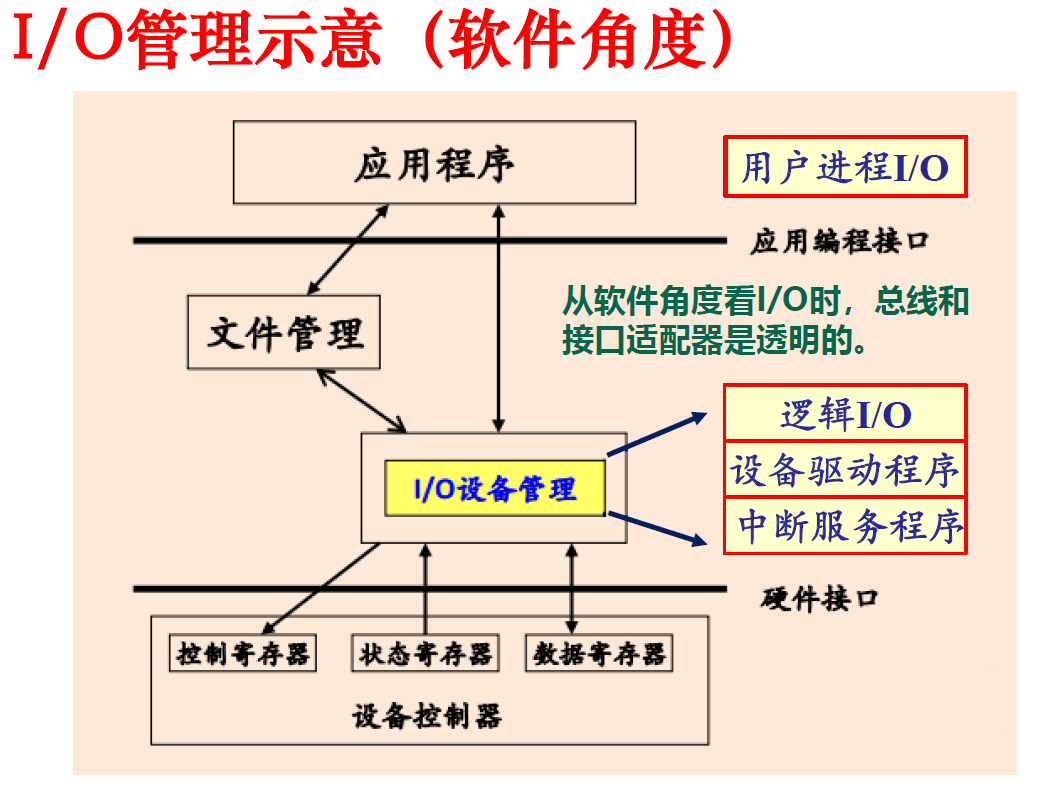 I/O管理示意（软件角度）
应用程序
用户进程I/O
应用编程接口
从软件角度看I/O时，总线和
接口适配器是透明的。
文件管理
逻辑I/O
设备驱动程序
中断服务程序
I/O设备管理
硬件接口
控制寄存器
状态寄存器
数据寄存器
设备控制器